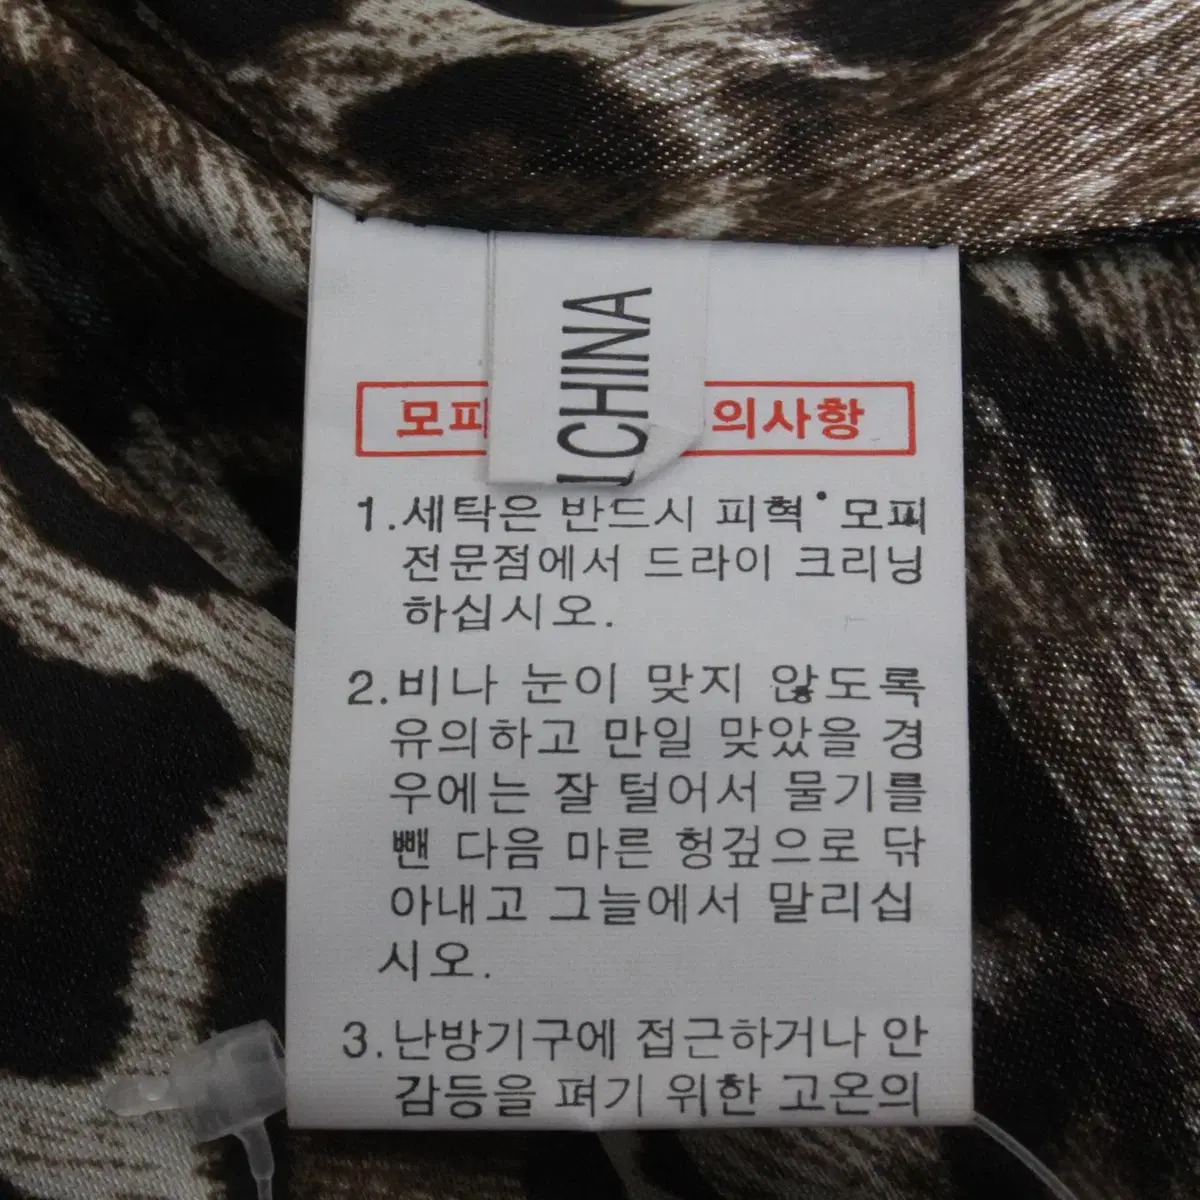 CHINA
모피 의사항
1. 세탁은 반드시 피혁•모피
전문점에서 드라이 크리닝
하십시오.
2. 비나 눈이 맞지 않도록
유의하고 만일 맞았을 경
우에는 잘 털어서 물기를
뺀 다음 마른 헝겊으로 닦
아내고 그늘에서 말리십
시오.
3. 난방기구에 접근하거나 안
감등을 펴기 위한 고온의